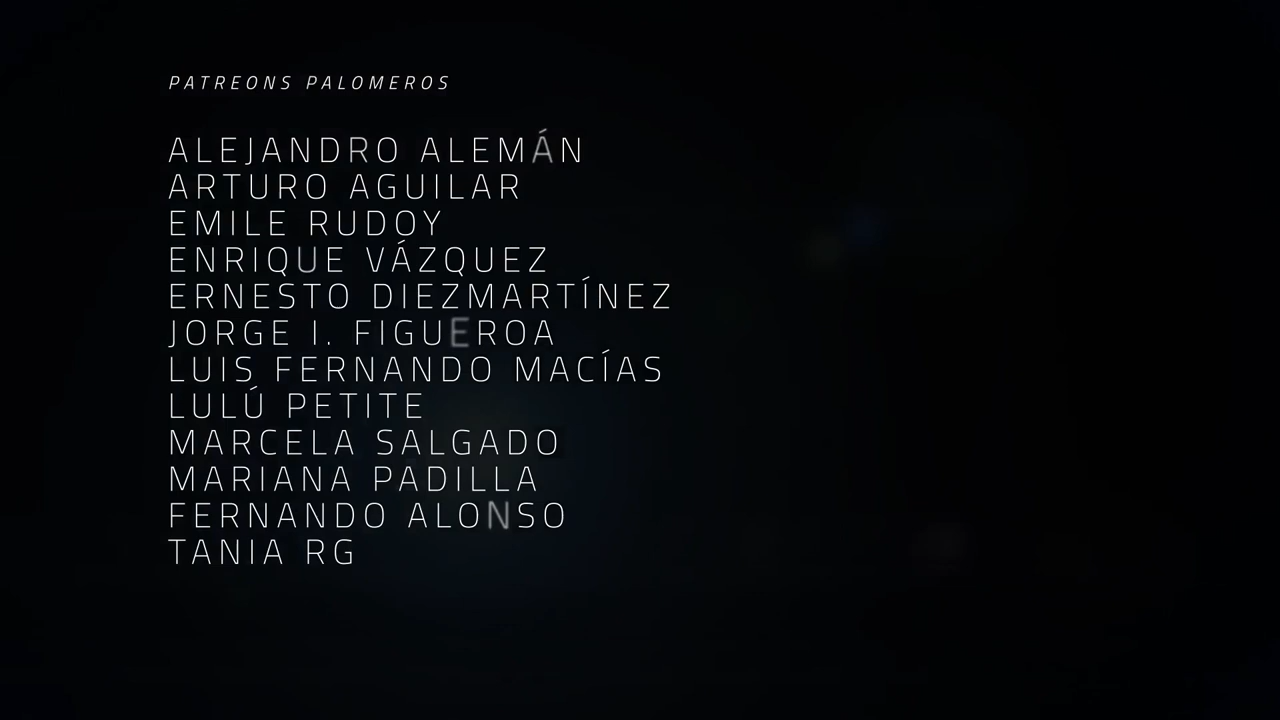 PATREONS PALOMEROS
ALEJANDRO ALEMÁN
ARTURO AGUILAR
EMILE RUDOY
ENRIQUE VÁZQUEZ
ERNESTO DIEZMARTÍNEZ
JORGE I. FIGUEROA
LUIS FERNANDO MACÍAS
LULÚ PETITE
MARCELA SALGADO
MARIANA PADILLA
FERNANDO ALONSO
TANIA RG